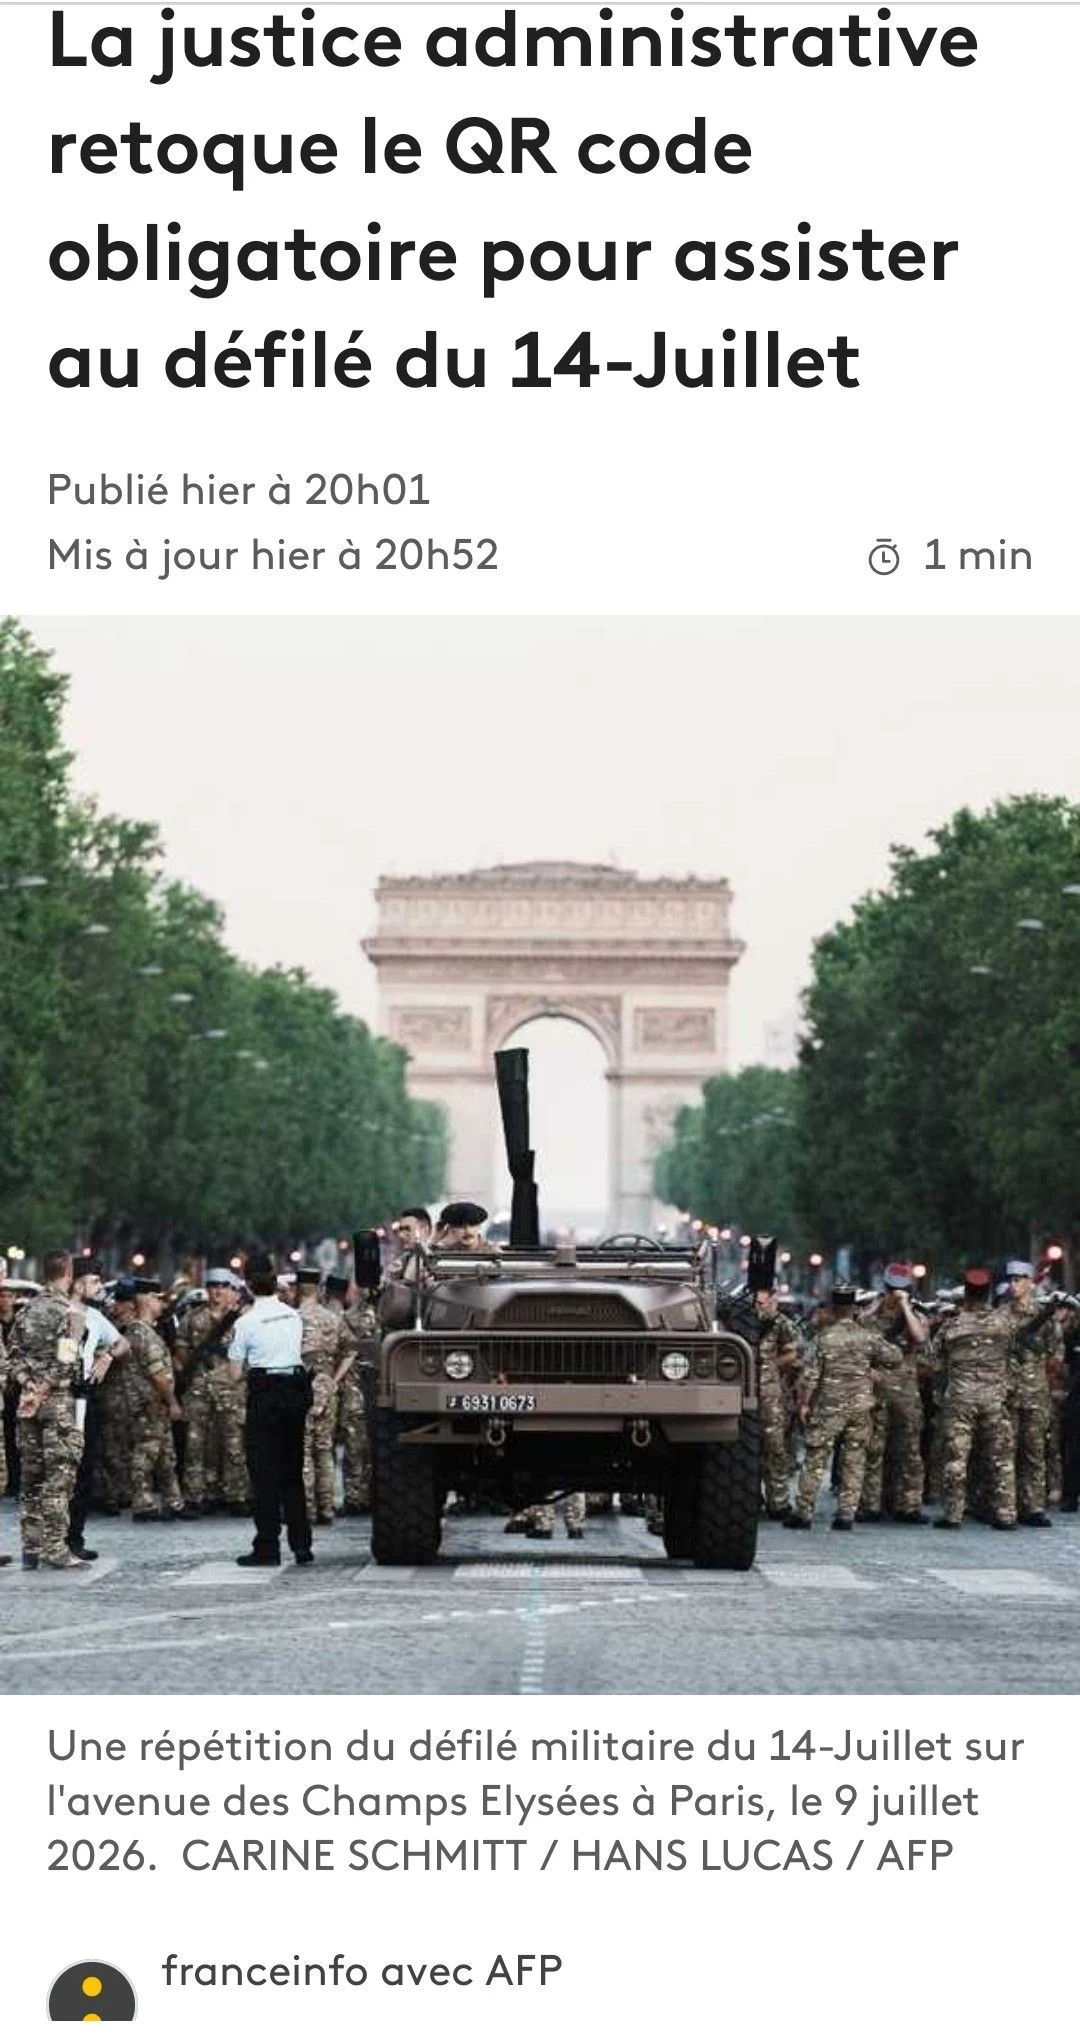 La justice administrative
retoque le QR code
obligatoire pour assister
au défilé du 14-Juillet
Publié hier à 20h01
Mis à jour hier à 20h52
1 min
6931 0673
Une répétition du défilé militaire du 14-Juillet sur
l'avenue des Champs Elysées à Paris, le 9 juillet
2026. CARINE SCHMITT / HANS LUCAS / AFP
franceinfo avec AFP